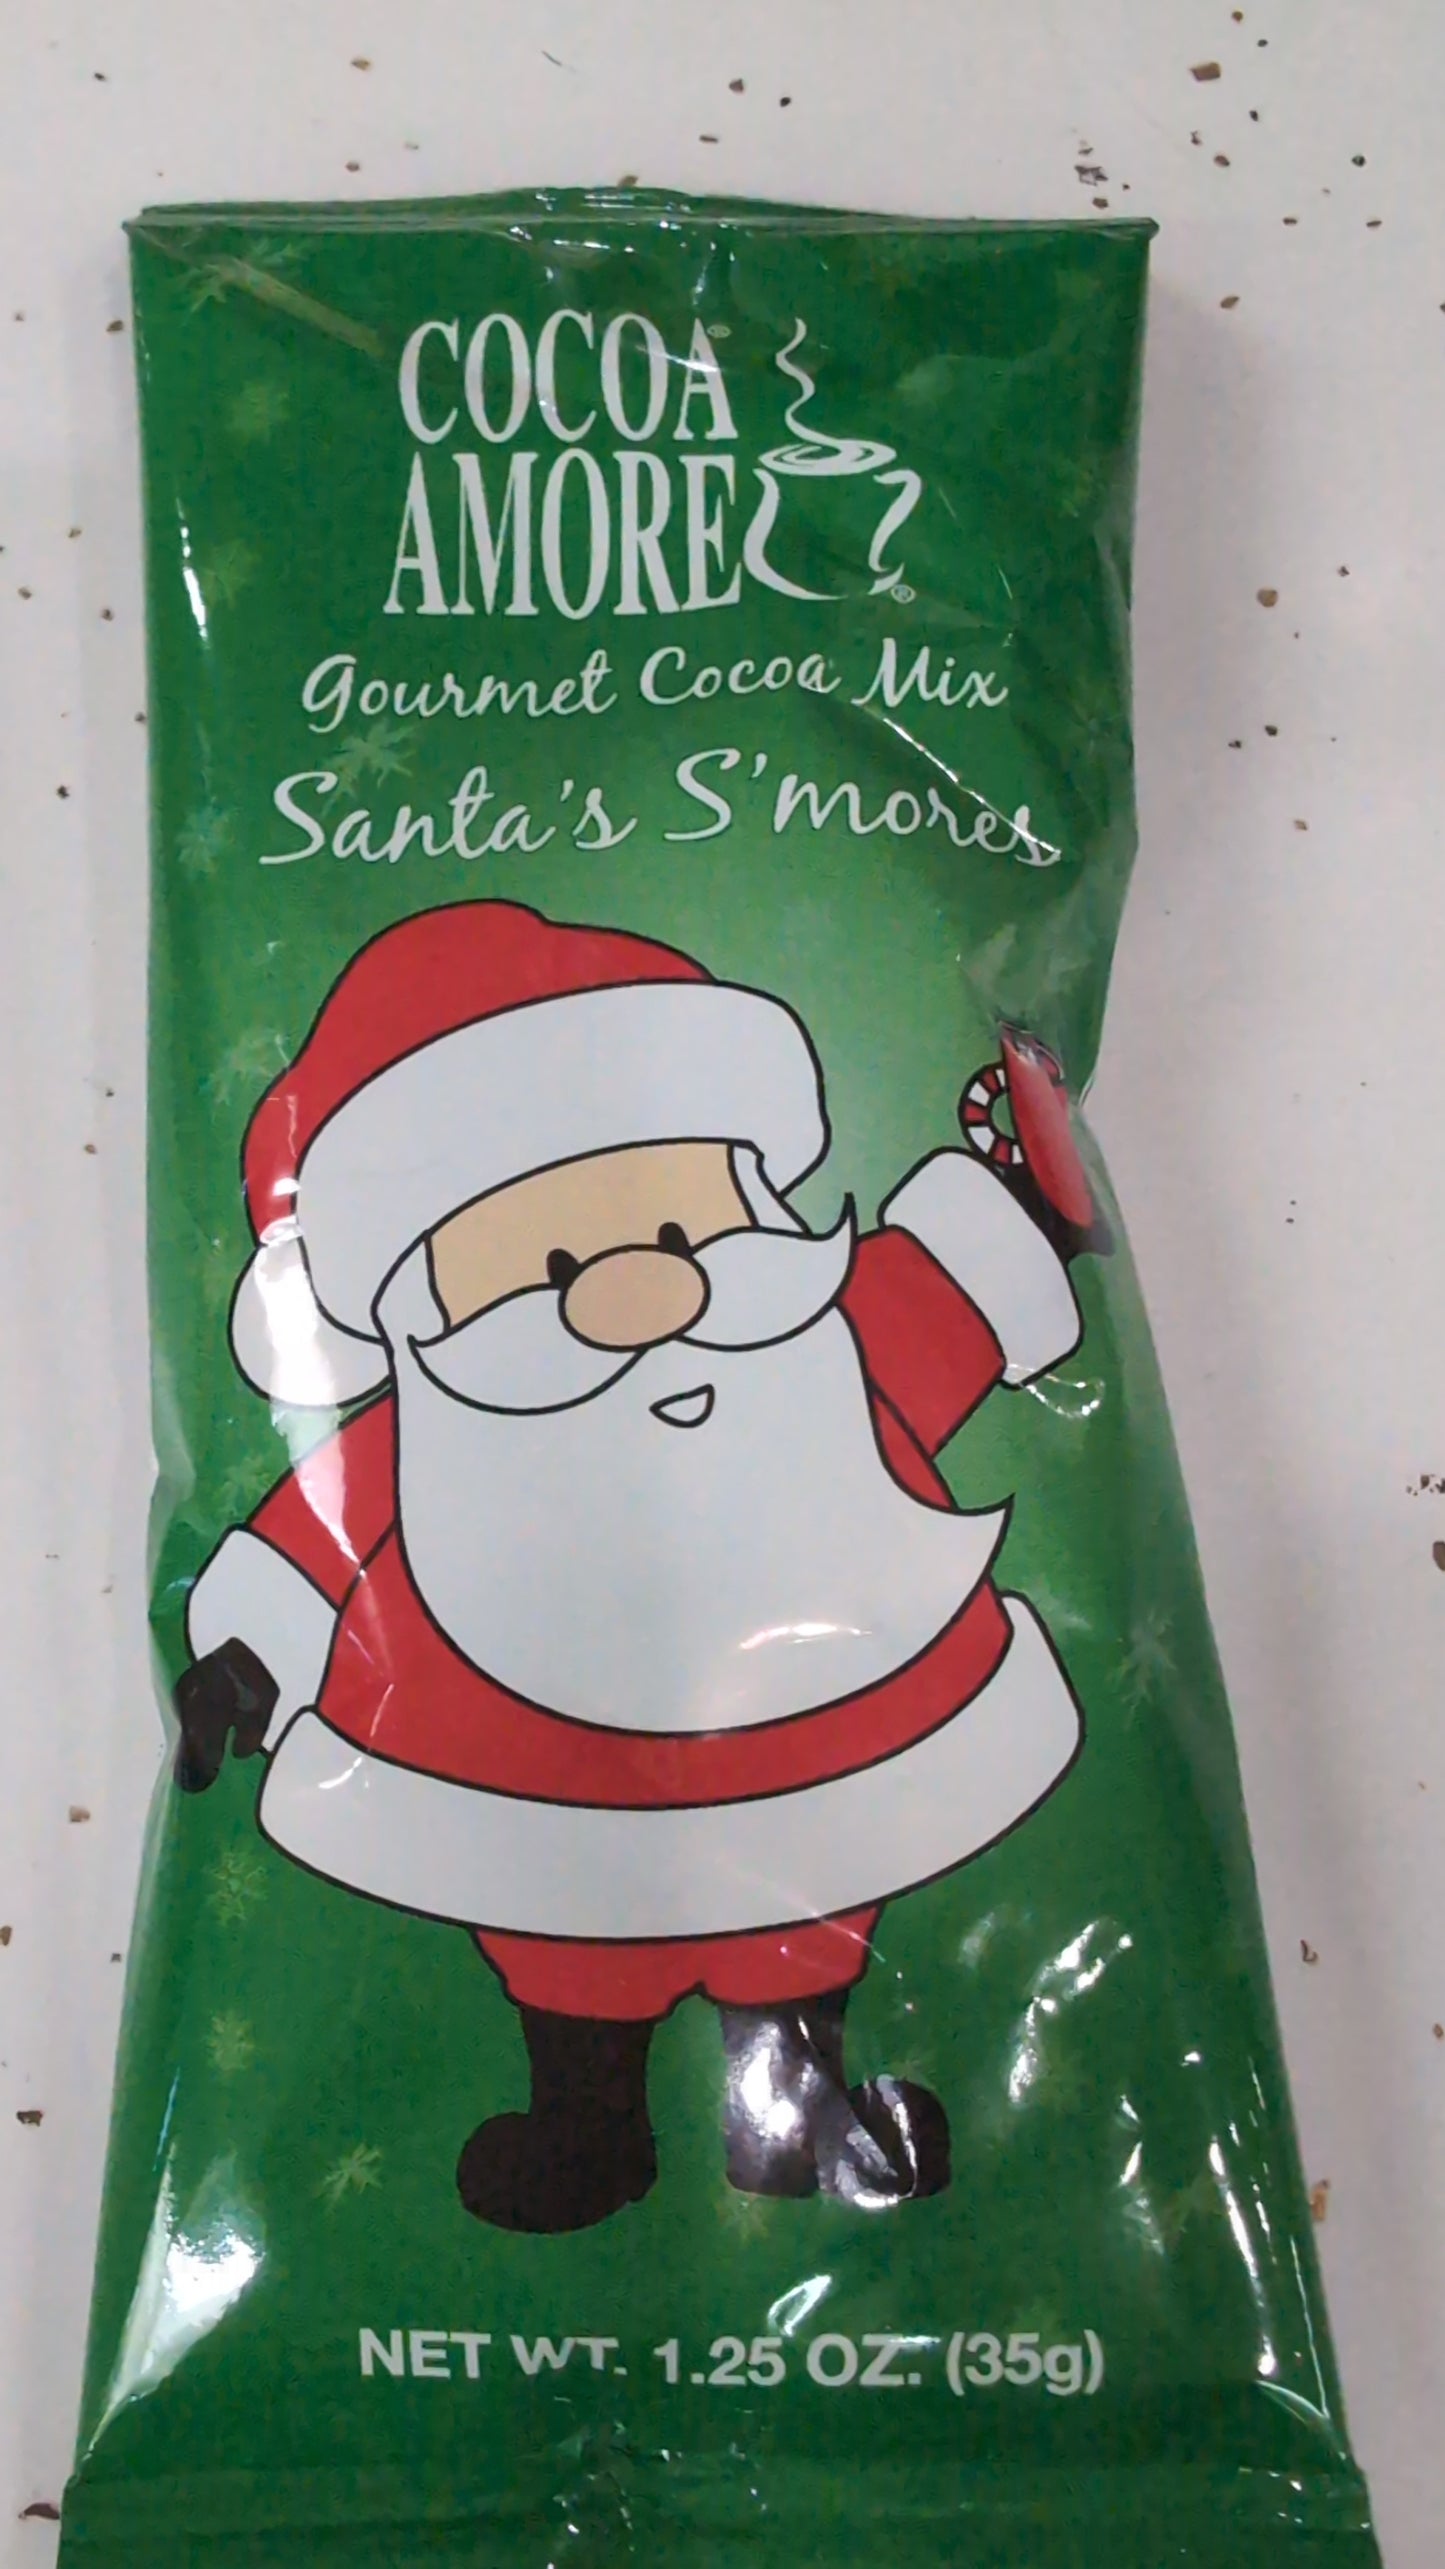 COCOA®
AMORE®
Gourmet Cocoa Mix
Santa's S'mores
NET WT. 1.25 OZ. (35g)